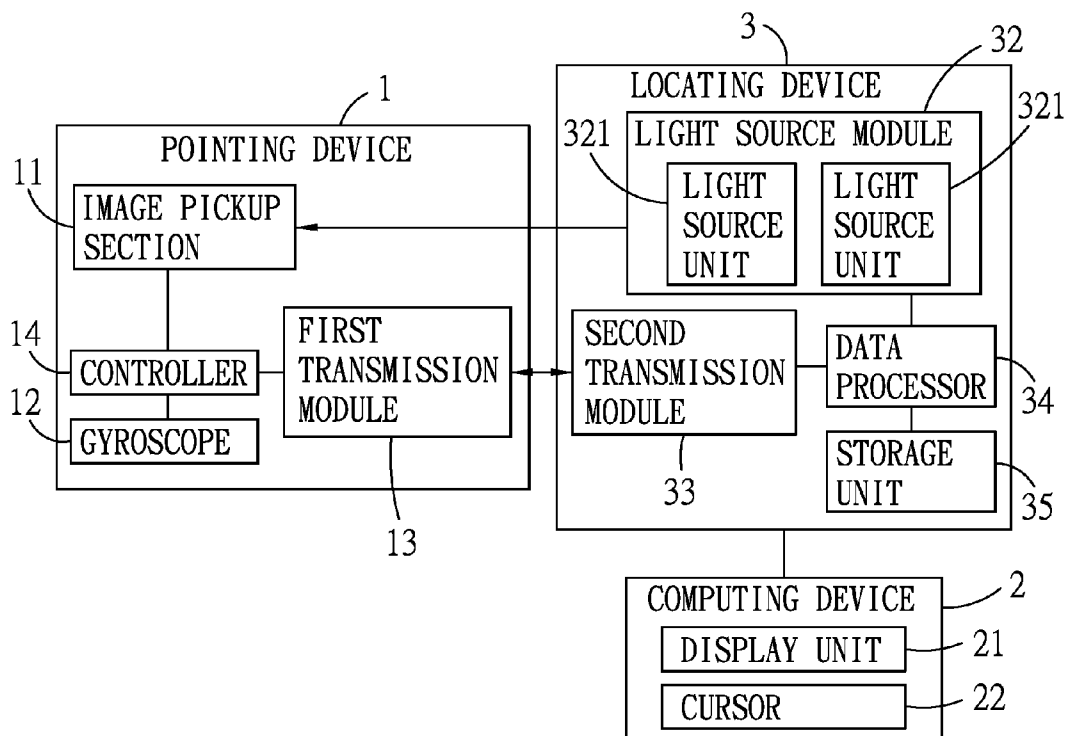 3
32
LOCATING DEVICE
1
321
LIGHT SOURCE MODULE
321
POINTING DEVICE
11
IMAGE PICKUP
SECTION
LIGHT
SOURCE
UNIT
LIGHT
SOURCE
UNIT
14
CONTROLLER
FIRST
TRANSMISSION
MODULE
SECOND
TRANSMISSION
MODULE
DATA
PROCESSOR
34
12
GYROSCOPE
13
33
STORAGE
UNIT
35
COMPUTING DEVICE
2
DISPLAY UNIT
21
CURSOR
22